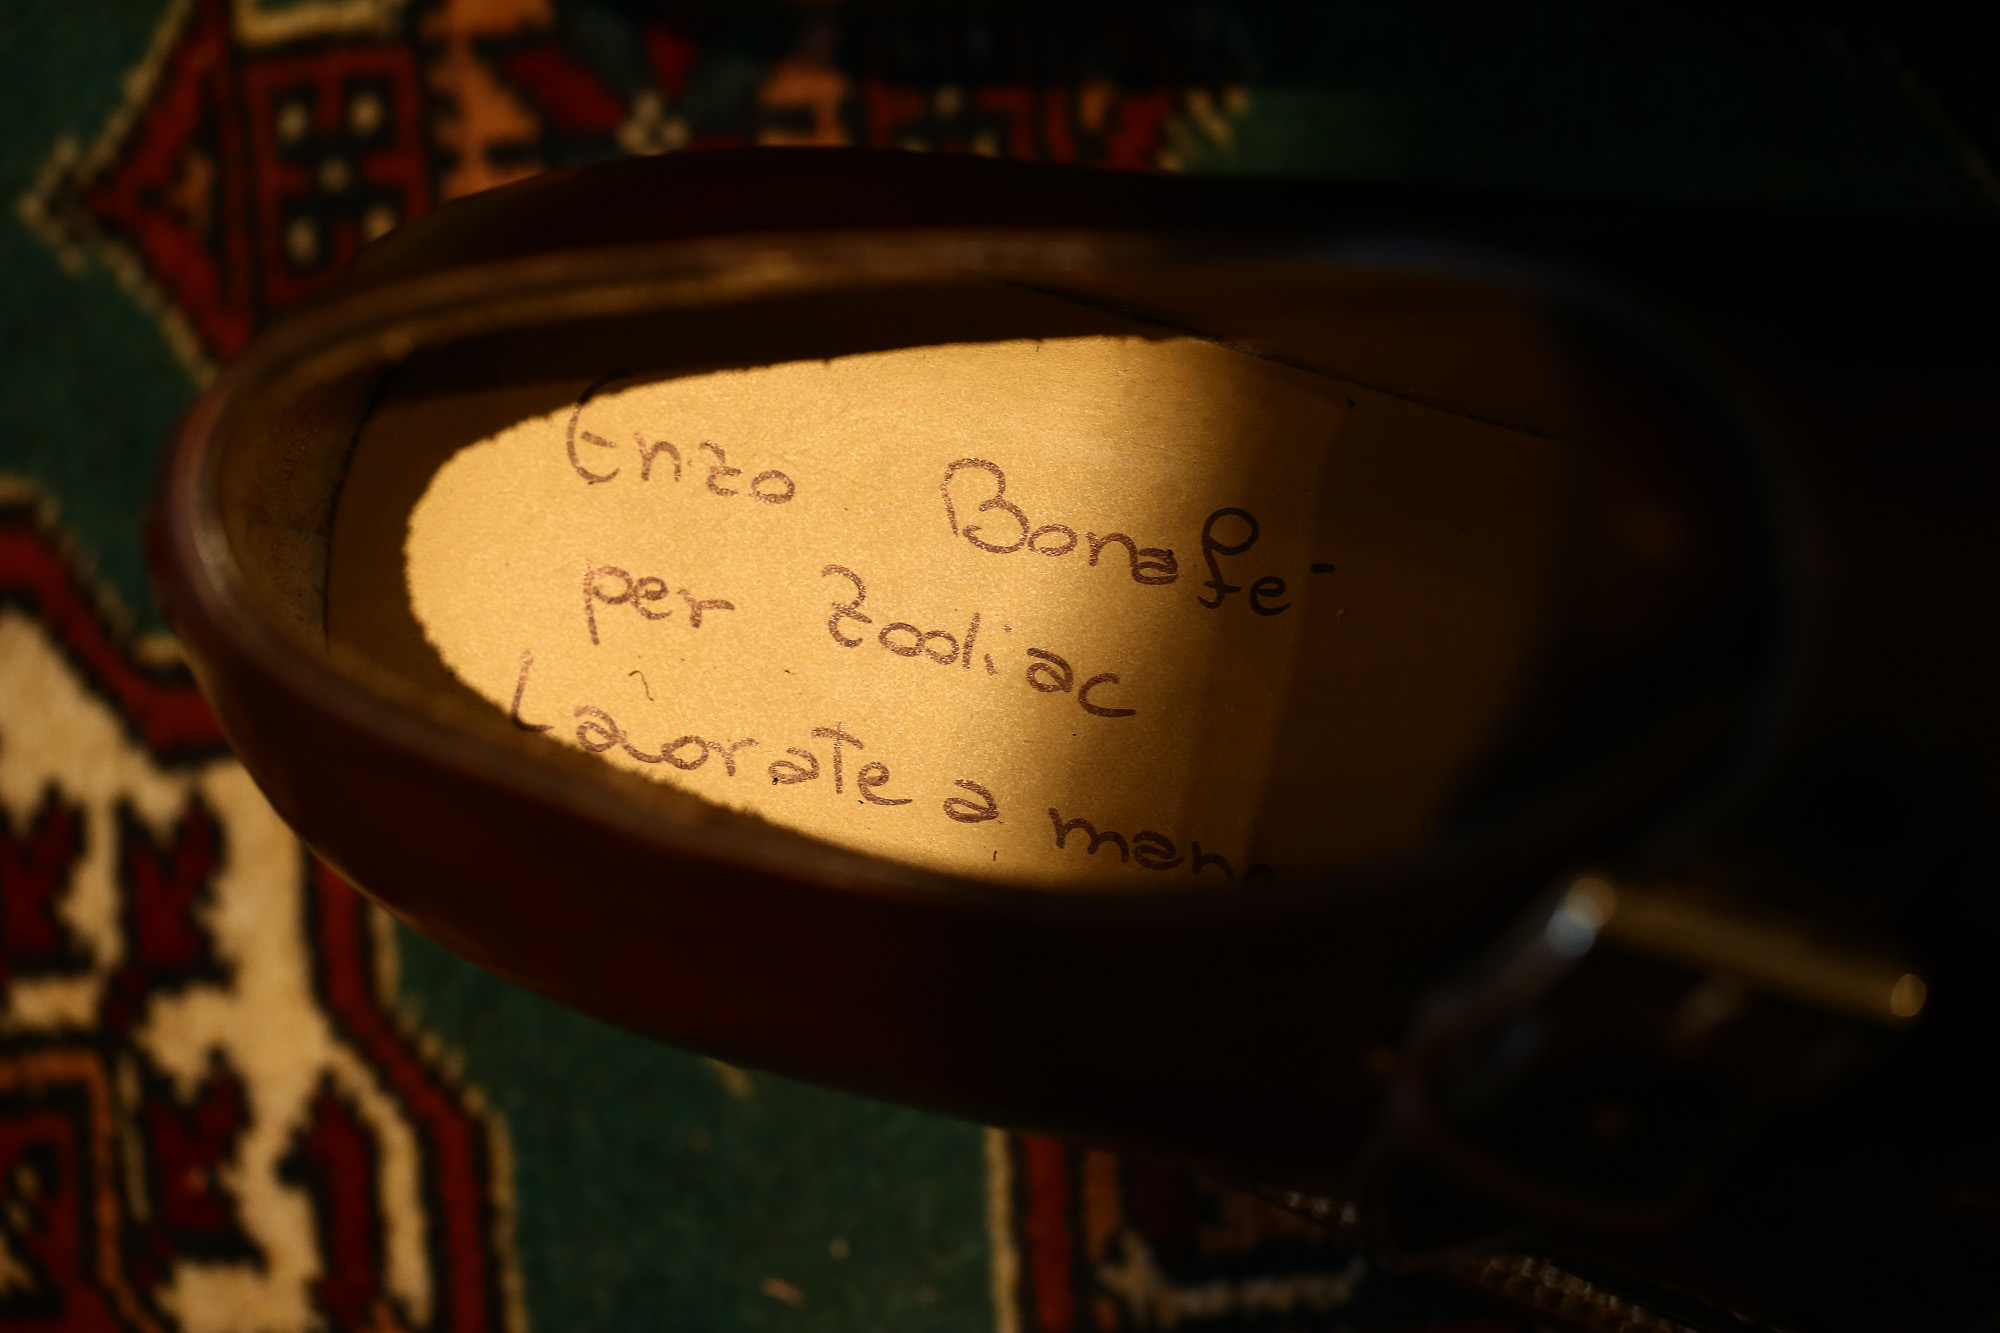 Enzo Bonafe'
per Zodiac
Lavorate a mano